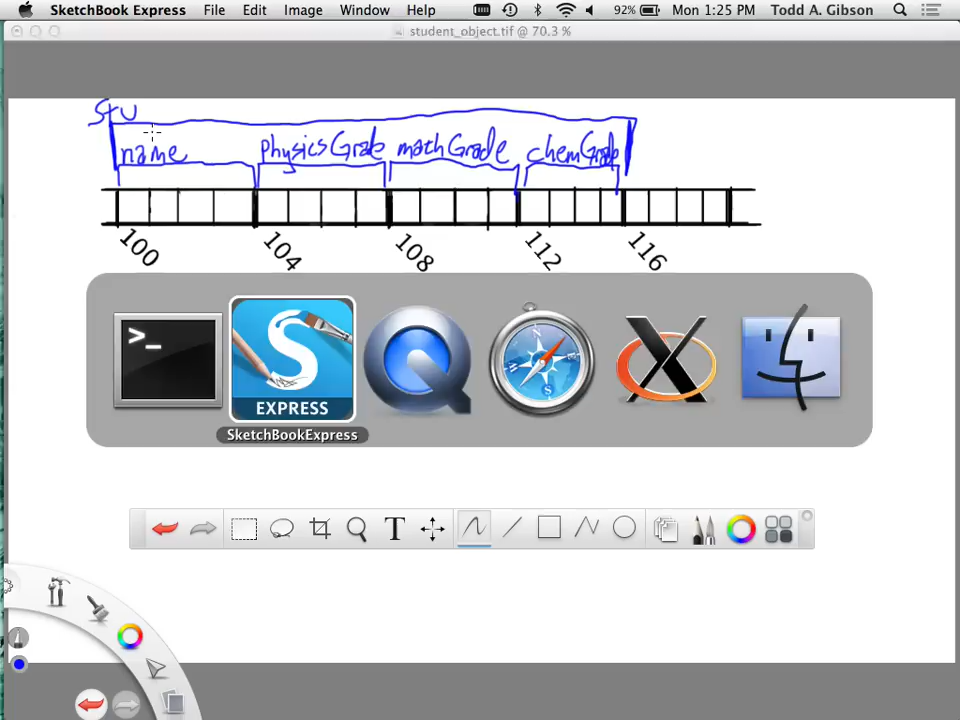 SketchBook Express File Edit Image Window Help 92% Mon 1:25 PM Todd A. Gibson
student_object.tif @ 70.3 %
stu
name physicsGrade mathGrade chemGrade
100 104 108 112 116
>_
EXPRESS
SketchBookExpress
T